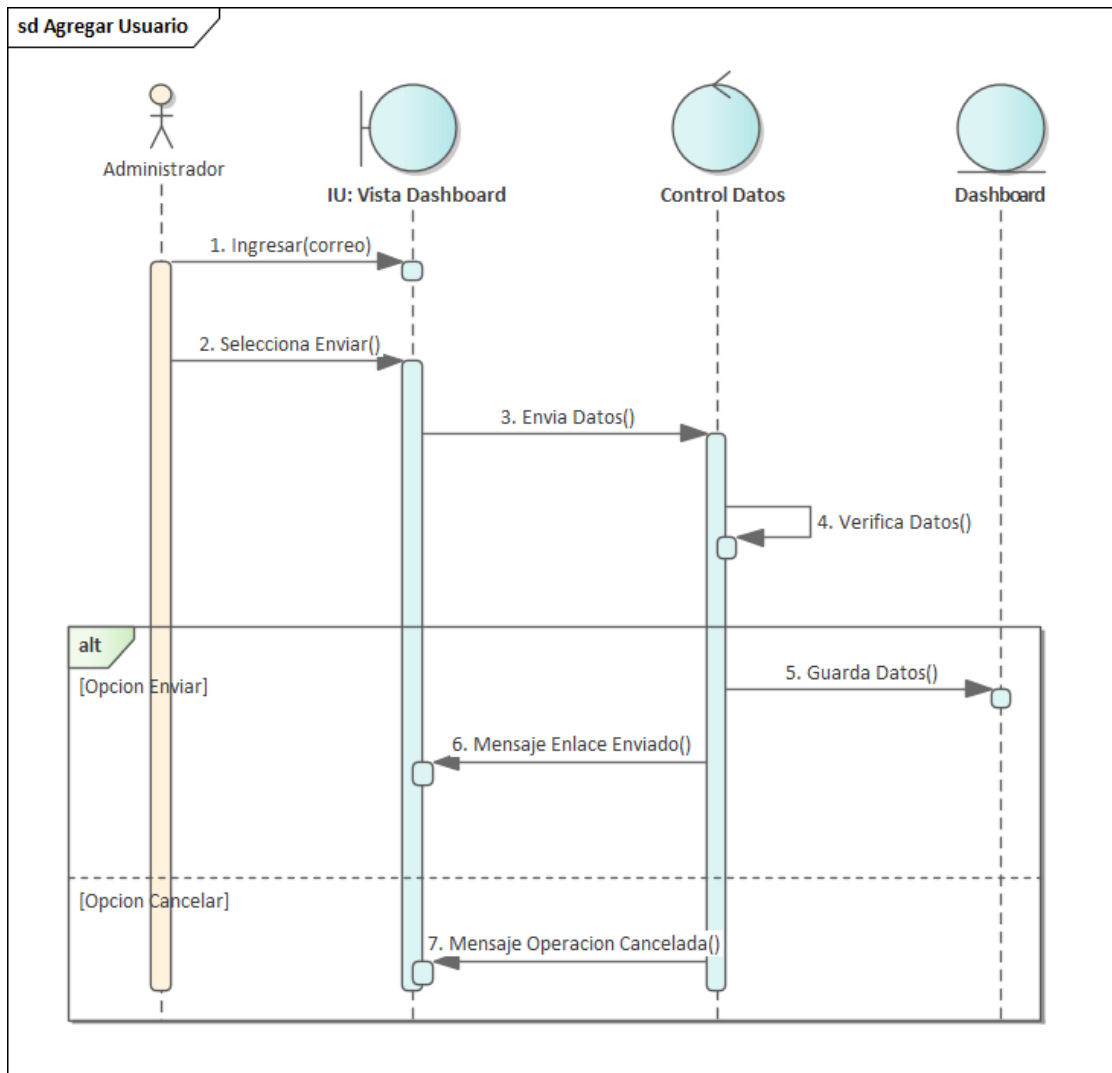 sd Agregar Usuario
Administrador
IU: Vista Dashboard
Control Datos
Dashboard
1. Ingresar(correo)
2. Selecciona Enviar()
3. Envia Datos()
4. Verifica Datos()
alt
[Opcion Enviar]
5. Guarda Datos()
6. Mensaje Enlace Enviado()
[Opcion Cancelar]
7. Mensaje Operacion Cancelada()